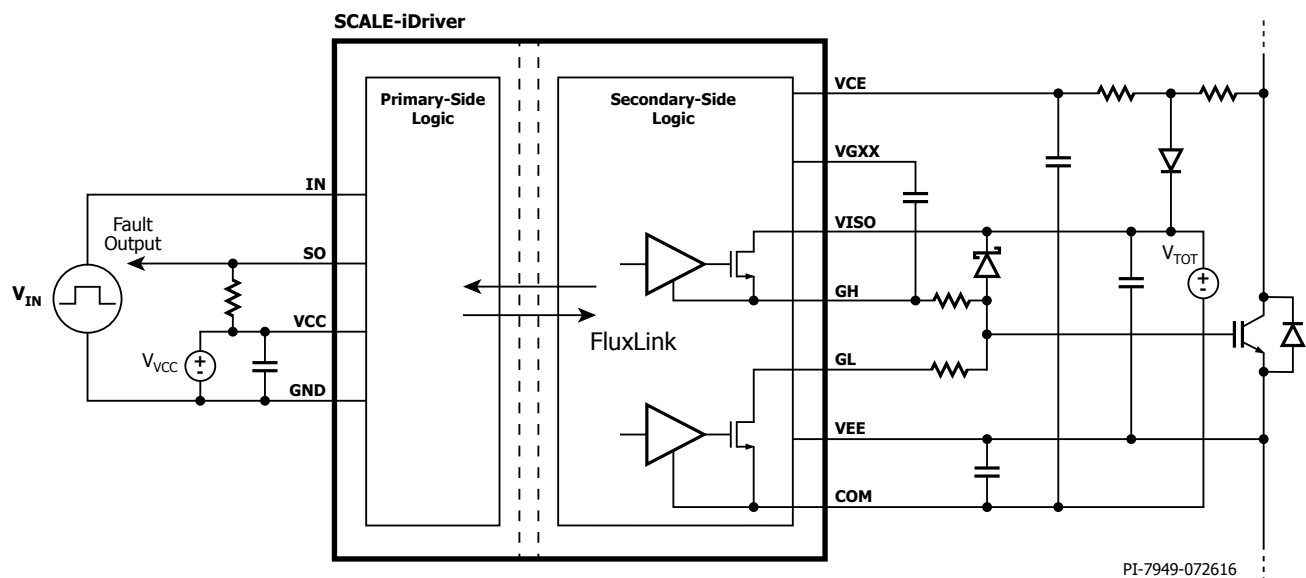 SCALE-iDriver
Primary-Side
Logic
Secondary-Side
Logic
VCE
VGXX
IN
Fault
Output
VISO
SO
VTOT
+
-
VIN
GH
VCC
FluxLink
VVCC
+
-
GL
GND
VEE
COM
PI-7949-072616